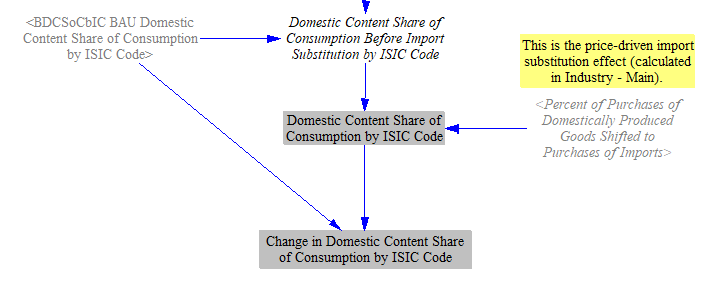 <BDCSoCbIC BAU Domestic
Content Share of Consumption
by ISIC Code>
Domestic Content Share of
Consumption Before Import
Substitution by ISIC Code
This is the price-driven import
substitution effect (calculated
in Industry - Main).
<Percent of Purchases of
Domestically Produced
Goods Shifted to
Purchases of Imports>
Domestic Content Share of
Consumption by ISIC Code
Change in Domestic Content Share
of Consumption by ISIC Code